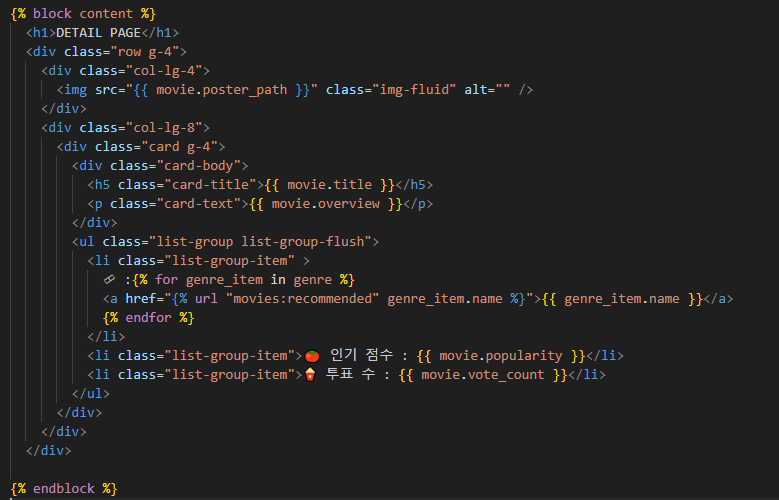 {% block content %}
<h1>DETAIL PAGE</h1>
<div class="row g-4">
<div class="col-lg-4">
<img src="{{ movie.poster_path }}" class="img-fluid" alt="" />
</div>
<div class="col-lg-8">
<div class="card g-4">
<div class="card-body">
<h5 class="card-title">{{ movie.title }}</h5>
<p class="card-text">{{ movie.overview }}</p>
</div>
<ul class="list-group list-group-flush">
<li class="list-group-item" >
🔗 :{% for genre_item in genre %}
<a href="{% url "movies:recommended" genre_item.name %}">{{ genre_item.name }}</a>
{% endfor %}
</li>
<li class="list-group-item">🍅 인기 점수 : {{ movie.popularity }}</li>
<li class="list-group-item">🍿 투표 수 : {{ movie.vote_count }}</li>
</ul>
</div>
</div>
</div>
{% endblock %}